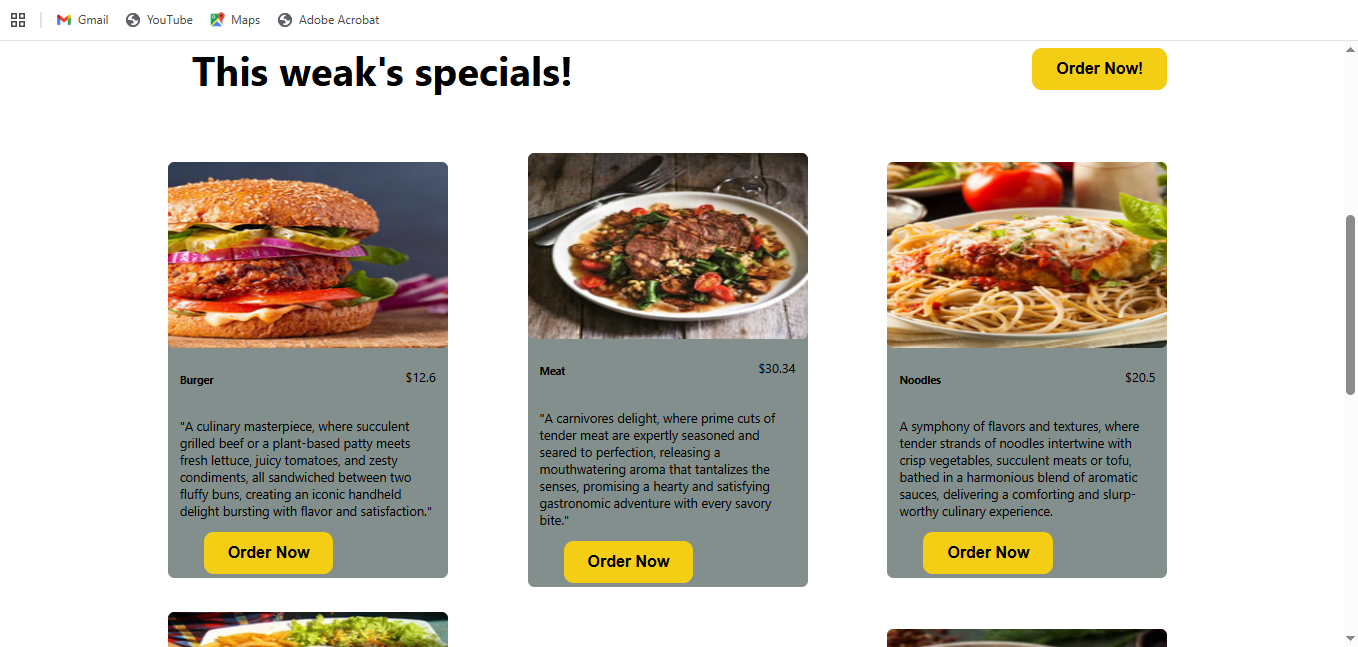 Gmail YouTube Maps Adobe Acrobat
This weak's specials!
Order Now!
Burger $12.6
"A culinary masterpiece, where succulent
grilled beef or a plant-based patty meets
fresh lettuce, juicy tomatoes, and zesty
condiments, all sandwiched between two
fluffy buns, creating an iconic handheld
delight bursting with flavor and satisfaction."
Order Now
Meat $30.34
"A carnivores delight, where prime cuts of
tender meat are expertly seasoned and
seared to perfection, releasing a
mouthwatering aroma that tantalizes the
senses, promising a hearty and satisfying
gastronomic adventure with every savory
bite."
Order Now
Noodles $20.5
A symphony of flavors and textures, where
tender strands of noodles intertwine with
crisp vegetables, succulent meats or tofu,
bathed in a harmonious blend of aromatic
sauces, delivering a comforting and slurp-
worthy culinary experience.
Order Now